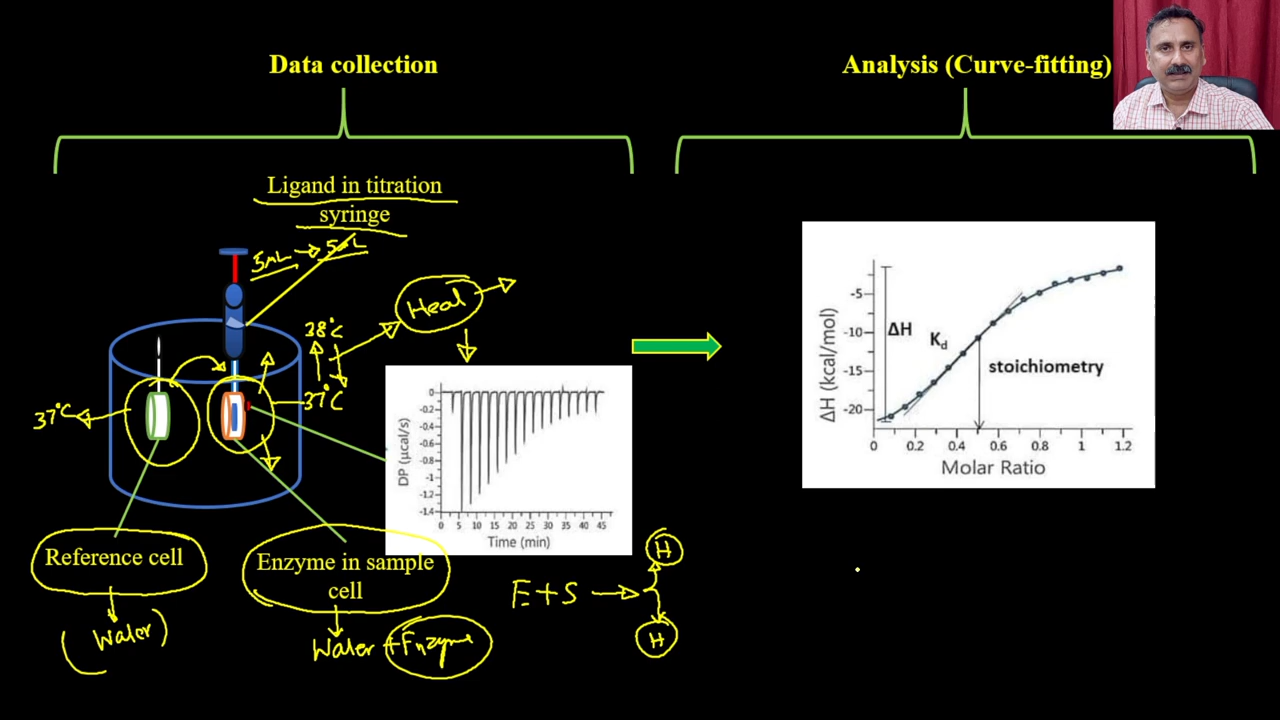 Data collection
Analysis (Curve-fitting)
Ligand in titration
syringe
5μL → 5μL
Heat
38°C
37°C
37°C
Reference cell
(Water)
Enzyme in sample
cell
Water + Enzyme
E + S →
H
H
DP (μcal/s)
0
-0.2
-0.4
-0.6
-0.8
-1
-1.2
-1.4
0 5 10 15 20 25 30 35 40 45
Time (min)
ΔH (kcal/mol)
-5
-10
-15
-20
ΔH
Kd
stoichiometry
0 0.2 0.4 0.6 0.8 1 1.2
Molar Ratio